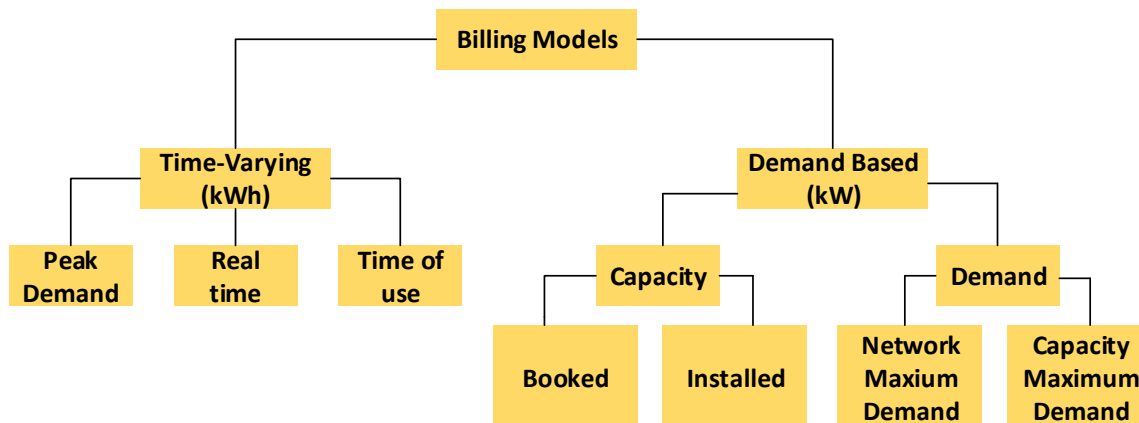 Billing Models
Time-Varying
(kWh)
Demand Based
(kW)
Peak
Demand
Real
time
Time of
use
Capacity
Demand
Booked
Installed
Network
Maxium
Demand
Capacity
Maximum
Demand